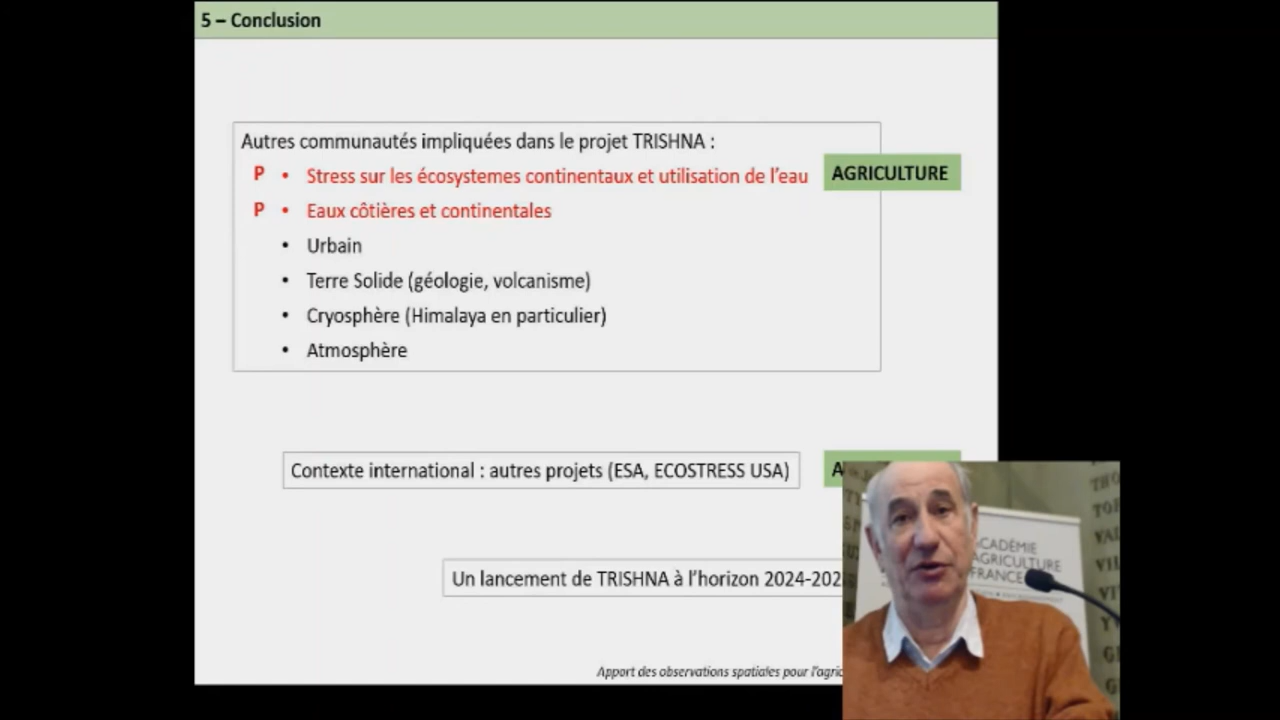 5 – Conclusion
Autres communautés impliquées dans le projet TRISHNA :
P • Stress sur les écosystemes continentaux et utilisation de l'eau
AGRICULTURE
P • Eaux côtières et continentales
• Urbain
• Terre Solide (géologie, volcanisme)
• Cryosphère (Himalaya en particulier)
• Atmosphère
Contexte international : autres projets (ESA, ECOSTRESS USA)
Un lancement de TRISHNA à l'horizon 2024-202
Apport des observations spatiales pour l'agric
ACADÉMIE
AGRICULTURE
FRANCE